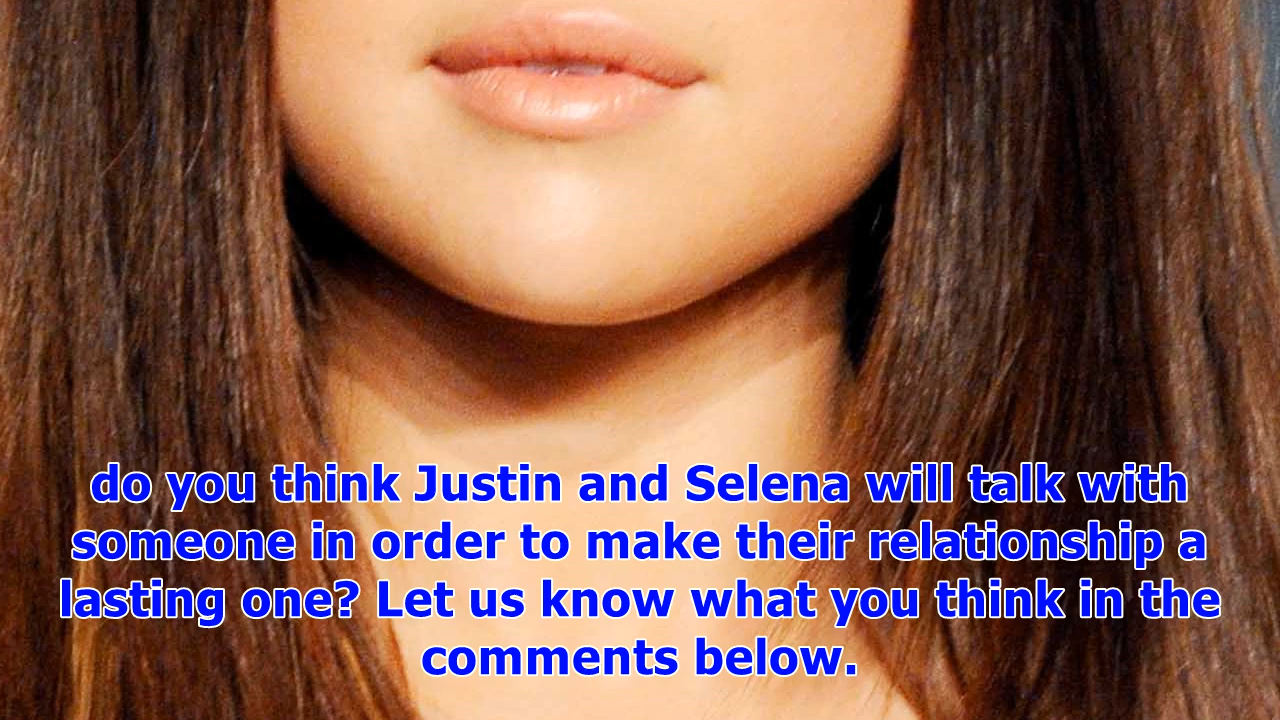 do you think Justin and Selena will talk with
someone in order to make their relationship a
lasting one? Let us know what you think in the
comments below.